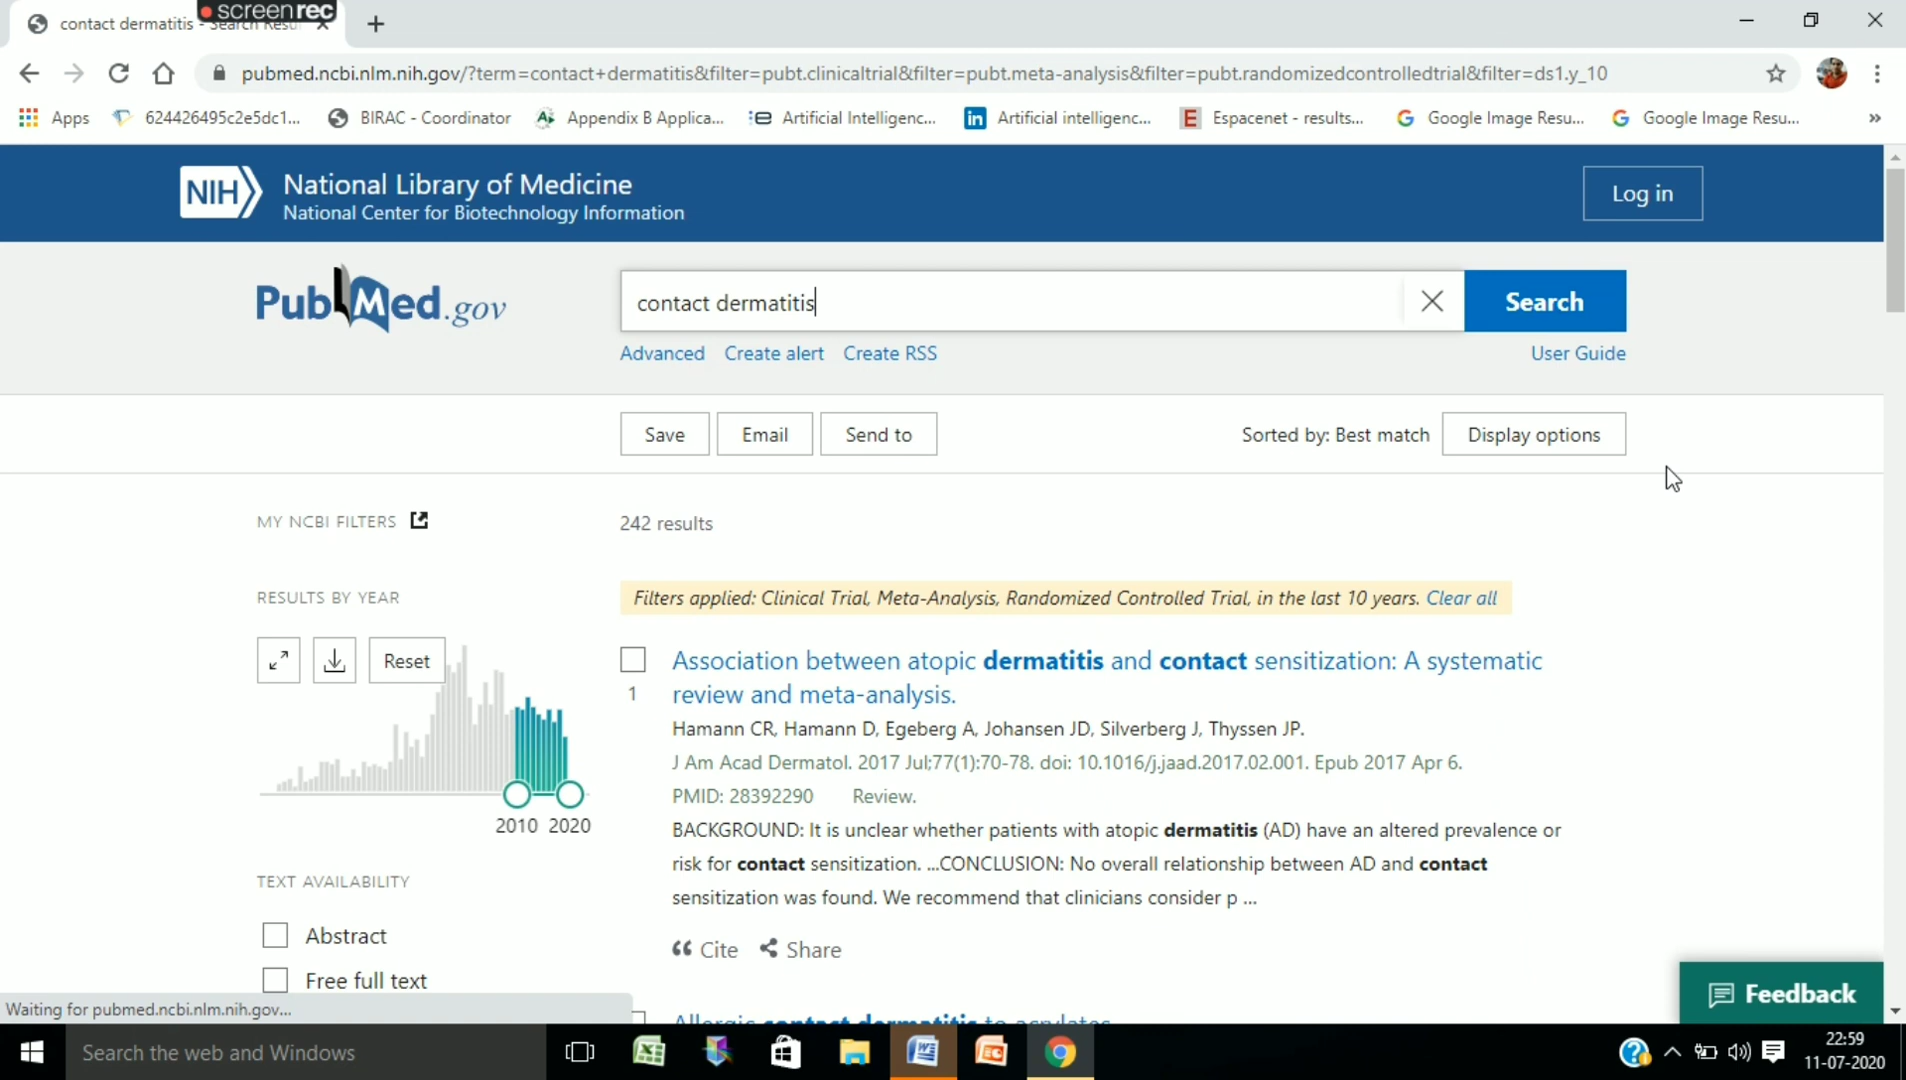 screenrec
contact dermatitis - Search Resu
pubmed.ncbi.nlm.nih.gov/?term=contact+dermatitis&filter=pubt.clinicaltrial&filter=pubt.meta-analysis&filter=pubt.randomizedcontrolledtrial&filter=ds1.y_10
Apps 624426495c2e5dc1... BIRAC - Coordinator Appendix B Applica... Artificial Intelligenc... Artificial intelligenc... Espacenet - results... Google Image Resu... Google Image Resu... »
NIH National Library of Medicine
National Center for Biotechnology Information
Log in
PubMed.gov
contact dermatitis
Search
Advanced Create alert Create RSS User Guide
Save Email Send to Sorted by: Best match Display options
MY NCBI FILTERS
242 results
RESULTS BY YEAR
Filters applied: Clinical Trial, Meta-Analysis, Randomized Controlled Trial, in the last 10 years. Clear all
Reset
2010 2020
Association between atopic dermatitis and contact sensitization: A systematic
1 review and meta-analysis.
Hamann CR, Hamann D, Egeberg A, Johansen JD, Silverberg J, Thyssen JP.
J Am Acad Dermatol. 2017 Jul;77(1):70-78. doi: 10.1016/j.jaad.2017.02.001. Epub 2017 Apr 6.
PMID: 28392290 Review.
BACKGROUND: It is unclear whether patients with atopic dermatitis (AD) have an altered prevalence or
risk for contact sensitization. ...CONCLUSION: No overall relationship between AD and contact
sensitization was found. We recommend that clinicians consider p ...
Cite Share
TEXT AVAILABILITY
Abstract
Free full text
Allergic contact dermatitis to acrylates
Feedback
Waiting for pubmed.ncbi.nlm.nih.gov...
Search the web and Windows
22:59
11-07-2020